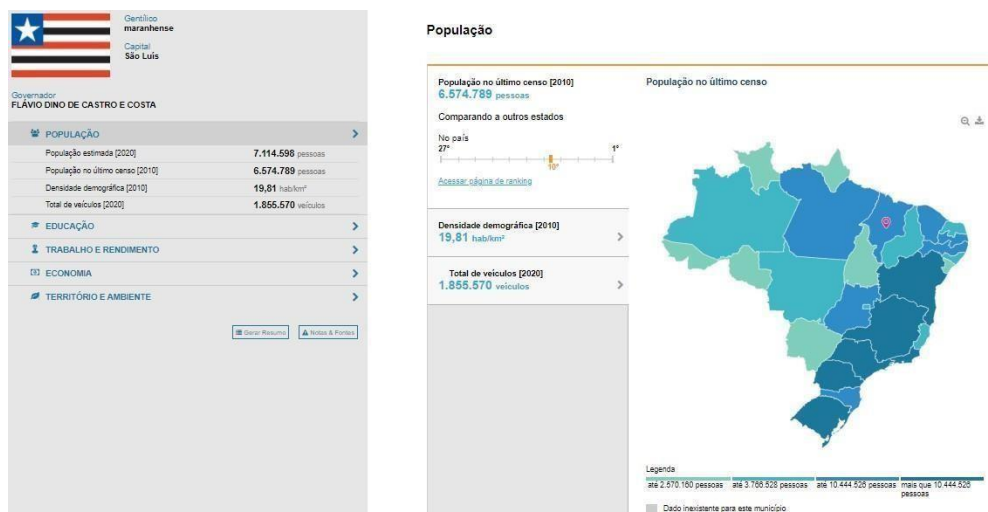 Gentílico
maranhense
Capital
São Luís
Governador
FLÁVIO DINO DE CASTRO E COSTA
POPULAÇÃO
População estimada [2020] 7.114.598 pessoas
População no último censo [2010] 6.574.789 pessoas
Densidade demográfica [2010] 19,81 hab/km²
Total de veículos [2020] 1.855.570 veículos
EDUCAÇÃO
TRABALHO E RENDIMENTO
ECONOMIA
TERRITÓRIO E AMBIENTE
Gerar Resumo Notas & Fontes
População
População no último censo [2010]
6.574.789 pessoas
Comparando a outros estados
No país
27° 1°
10°
Acessar página de ranking
Densidade demográfica [2010]
19,81 hab/km²
Total de veículos [2020]
1.855.570 veículos
População no último censo
Legenda
até 2.570.160 pessoas até 3.766.528 pessoas até 10.444.526 pessoas mais que 10.444.526
pessoas
Dado inexistente para este município